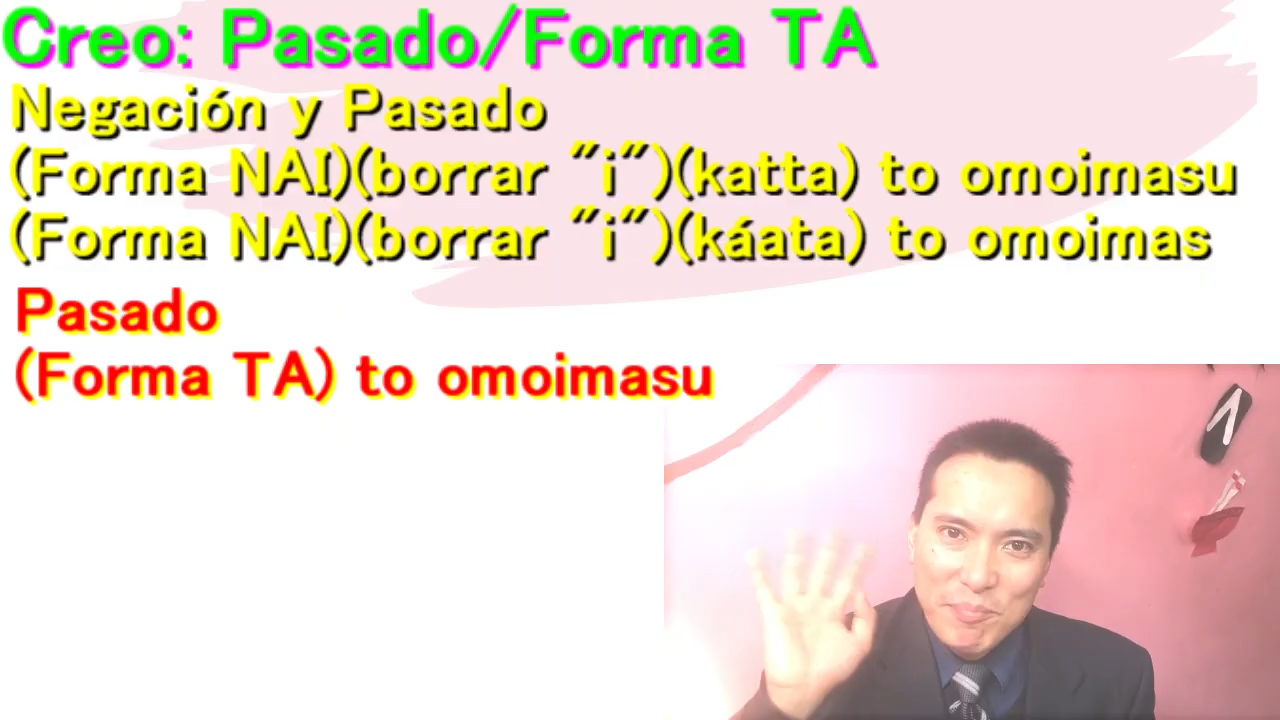 Creo: Pasado/Forma TA
Negación y Pasado
(Forma NAI)(borrar "i")(katta) to omoimasu
(Forma NAI)(borrar "i")(káata) to omoimas
Pasado
(Forma TA) to omoimasu